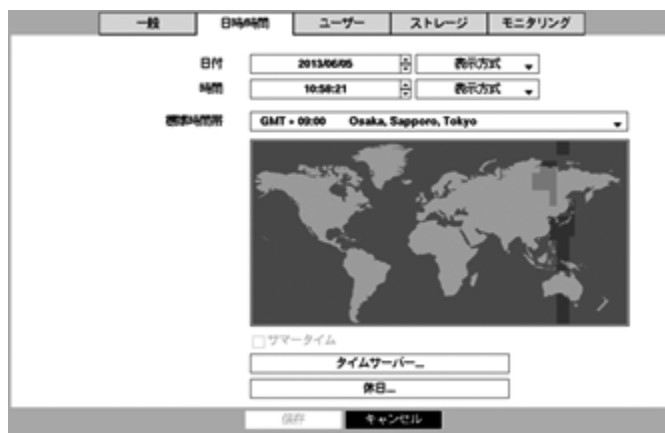 一般 日時/時間 ユーザー ストレージ モニタリング
日付 2013/06/05 表示方式
時間 10:58:21 表示方式
標準時間帯 GMT + 09:00 Osaka, Sapporo, Tokyo
サマータイム
タイムサーバー...
休日...
保存 キャンセル